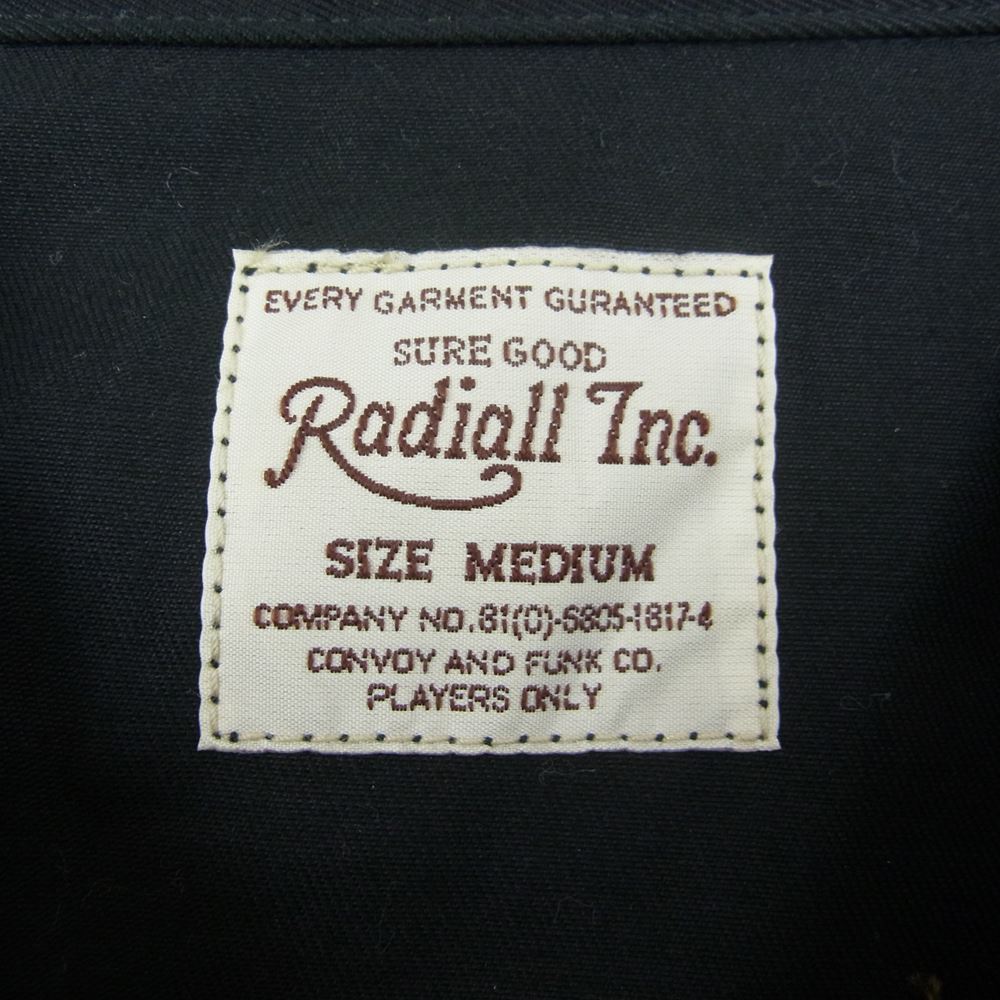 EVERY GARMENT GURANTEED
SURE GOOD
Radiall Inc.
SIZE MEDIUM
COMPANY NO.81(0)-6805-1817-4
CONVOY AND FUNK CO.
PLAYERS ONLY